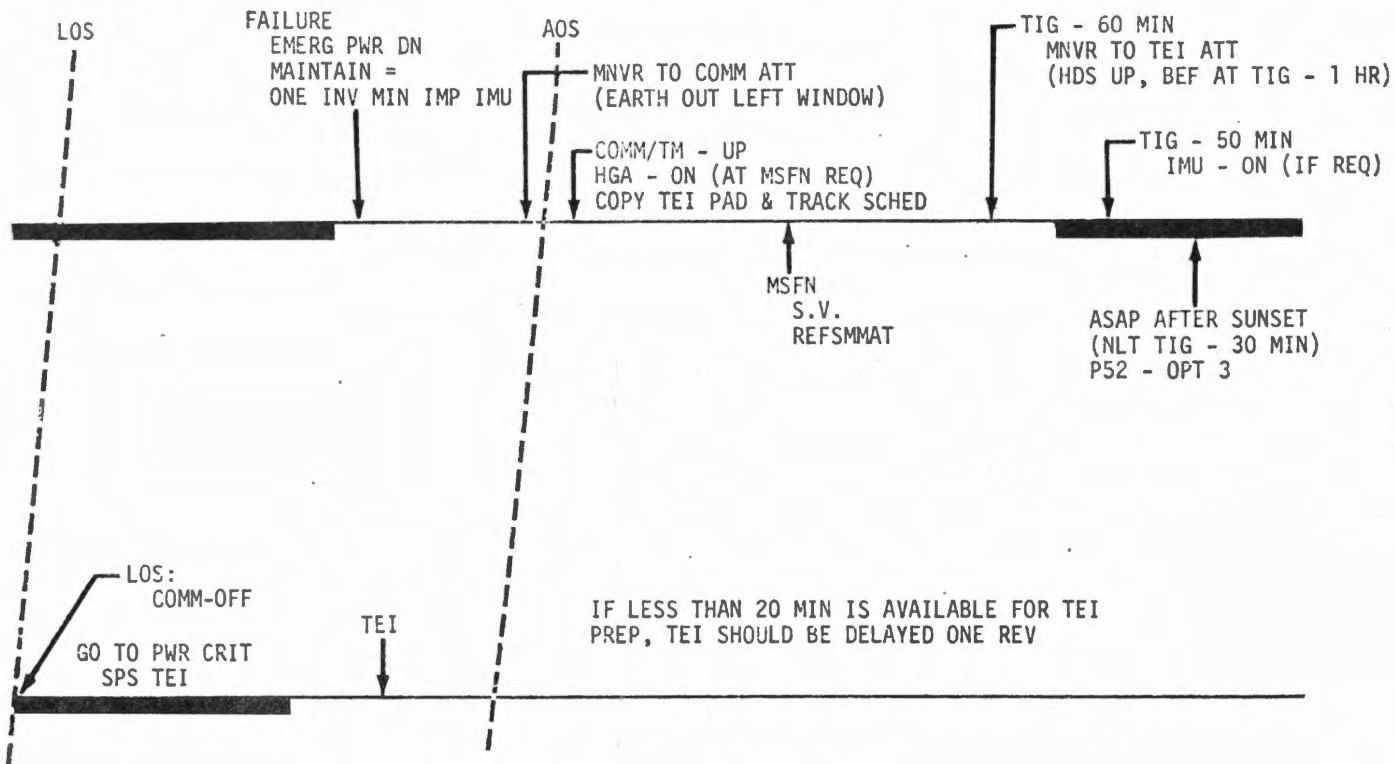 LOS
FAILURE
EMERG PWR DN
MAINTAIN =
ONE INV MIN IMP IMU
AOS
MNVR TO COMM ATT
(EARTH OUT LEFT WINDOW)
COMM/TM - UP
HGA - ON (AT MSFN REQ)
COPY TEI PAD & TRACK SCHED
TIG - 60 MIN
MNVR TO TEI ATT
(HDS UP, BEF AT TIG - 1 HR)
TIG - 50 MIN
IMU - ON (IF REQ)
MSFN
S.V.
REFSMMAT
ASAP AFTER SUNSET
(NLT TIG - 30 MIN)
P52 - OPT 3
LOS:
COMM-OFF
GO TO PWR CRIT
SPS TEI
TEI
IF LESS THAN 20 MIN IS AVAILABLE FOR TEI
PREP, TEI SHOULD BE DELAYED ONE REV